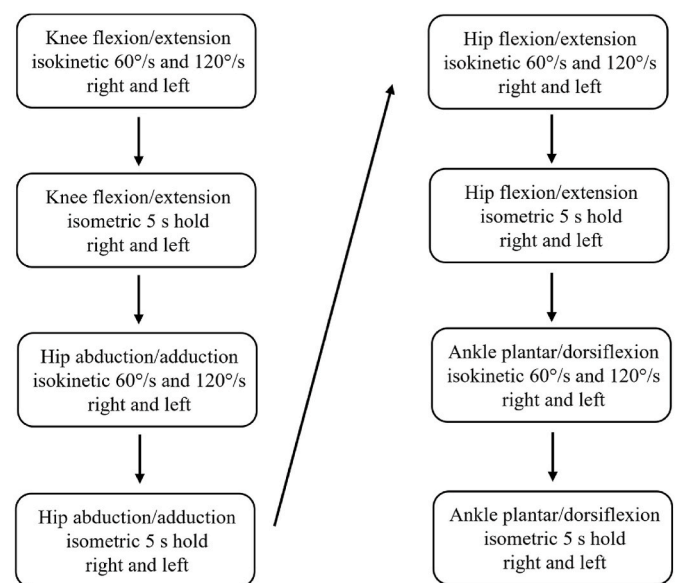 Knee flexion/extension
isokinetic 60°/s and 120°/s
right and left
Knee flexion/extension
isometric 5 s hold
right and left
Hip abduction/adduction
isokinetic 60°/s and 120°/s
right and left
Hip abduction/adduction
isometric 5 s hold
right and left
Hip flexion/extension
isokinetic 60°/s and 120°/s
right and left
Hip flexion/extension
isometric 5 s hold
right and left
Ankle plantar/dorsiflexion
isokinetic 60°/s and 120°/s
right and left
Ankle plantar/dorsiflexion
isometric 5 s hold
right and left